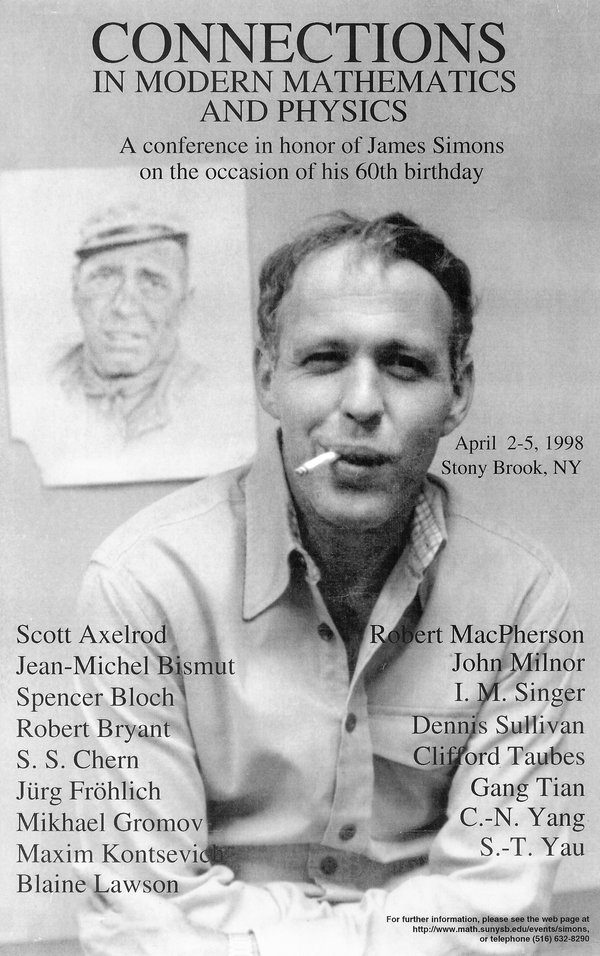 CONNECTIONS
IN MODERN MATHEMATICS
AND PHYSICS
A conference in honor of James Simons
on the occasion of his 60th birthday
April 2-5, 1998
Stony Brook, NY
Scott Axelrod
Jean-Michel Bismut
Spencer Bloch
Robert Bryant
S. S. Chern
Jürg Fröhlich
Mikhael Gromov
Maxim Kontsevich
Blaine Lawson
Robert MacPherson
John Milnor
I. M. Singer
Dennis Sullivan
Clifford Taubes
Gang Tian
C.-N. Yang
S.-T. Yau
For further information, please see the web page at
http://www.math.sunysb.edu/events/simons,
or telephone (516) 632-8290